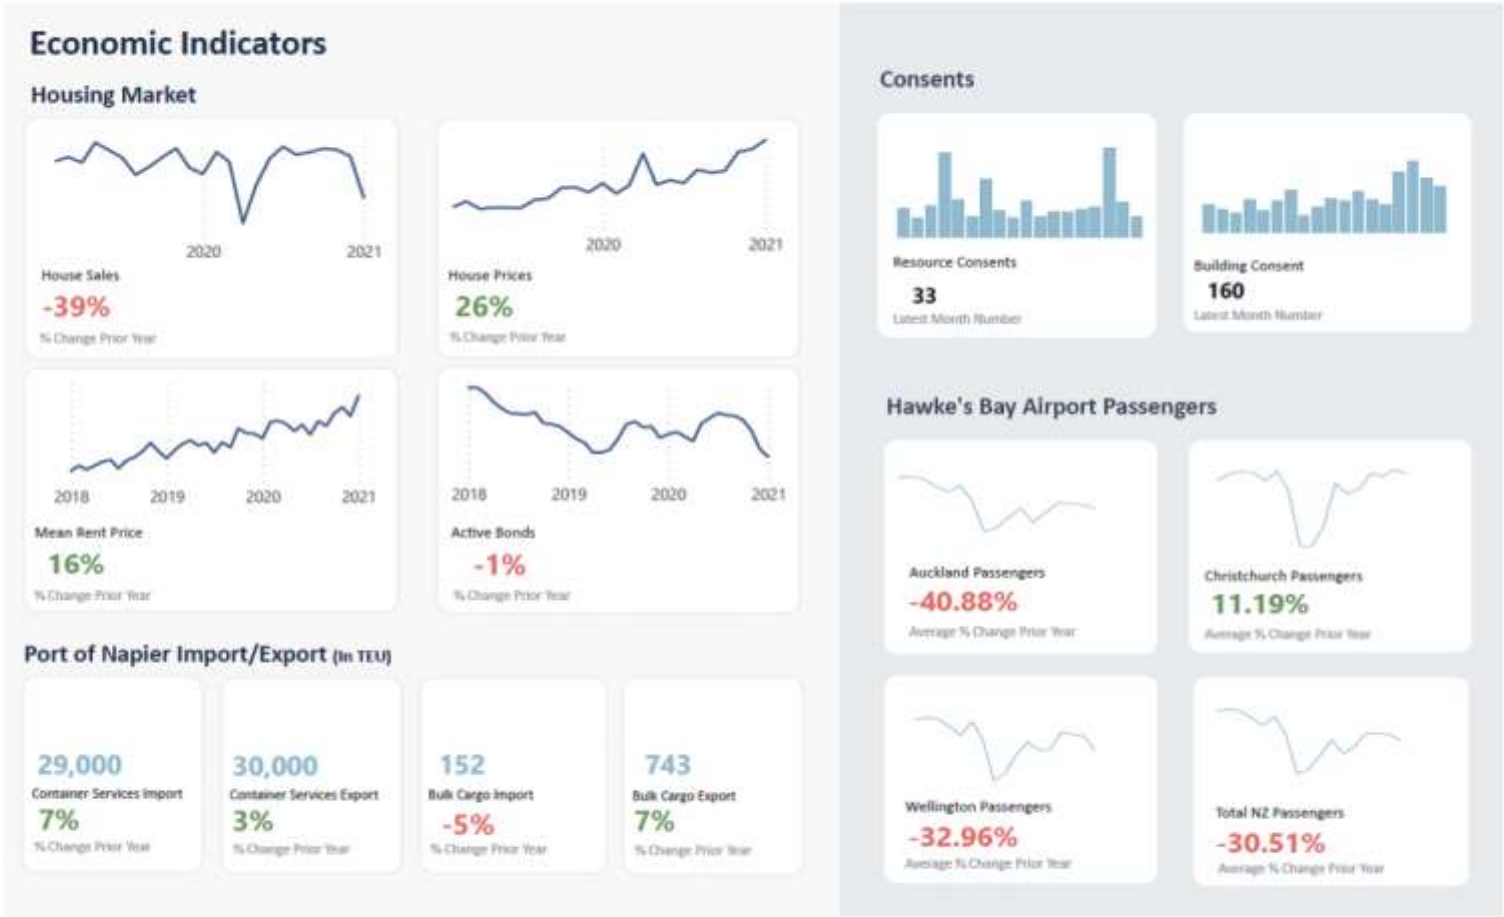 Economic Indicators
Housing Market
2020
2021
House Sales
-39%
% Change Prior Year
2020
2021
House Prices
26%
% Change Prior Year
2018
2019
2020
2021
Mean Rent Price
16%
% Change Prior Year
2018
2019
2020
2021
Active Bonds
-1%
% Change Prior Year
Port of Napier Import/Export (In TEU)
29,000
Container Services Import
7%
% Change Prior Year
30,000
Container Services Export
3%
% Change Prior Year
152
Bulk Cargo Import
-5%
% Change Prior Year
743
Bulk Cargo Export
7%
% Change Prior Year
Consents
Resource Consents
33
Latest Month Number
Building Consent
160
Latest Month Number
Hawke's Bay Airport Passengers
Auckland Passengers
-40.88%
Average % Change Prior Year
Christchurch Passengers
11.19%
Average % Change Prior Year
Wellington Passengers
-32.96%
Average % Change Prior Year
Total NZ Passengers
-30.51%
Average % Change Prior Year